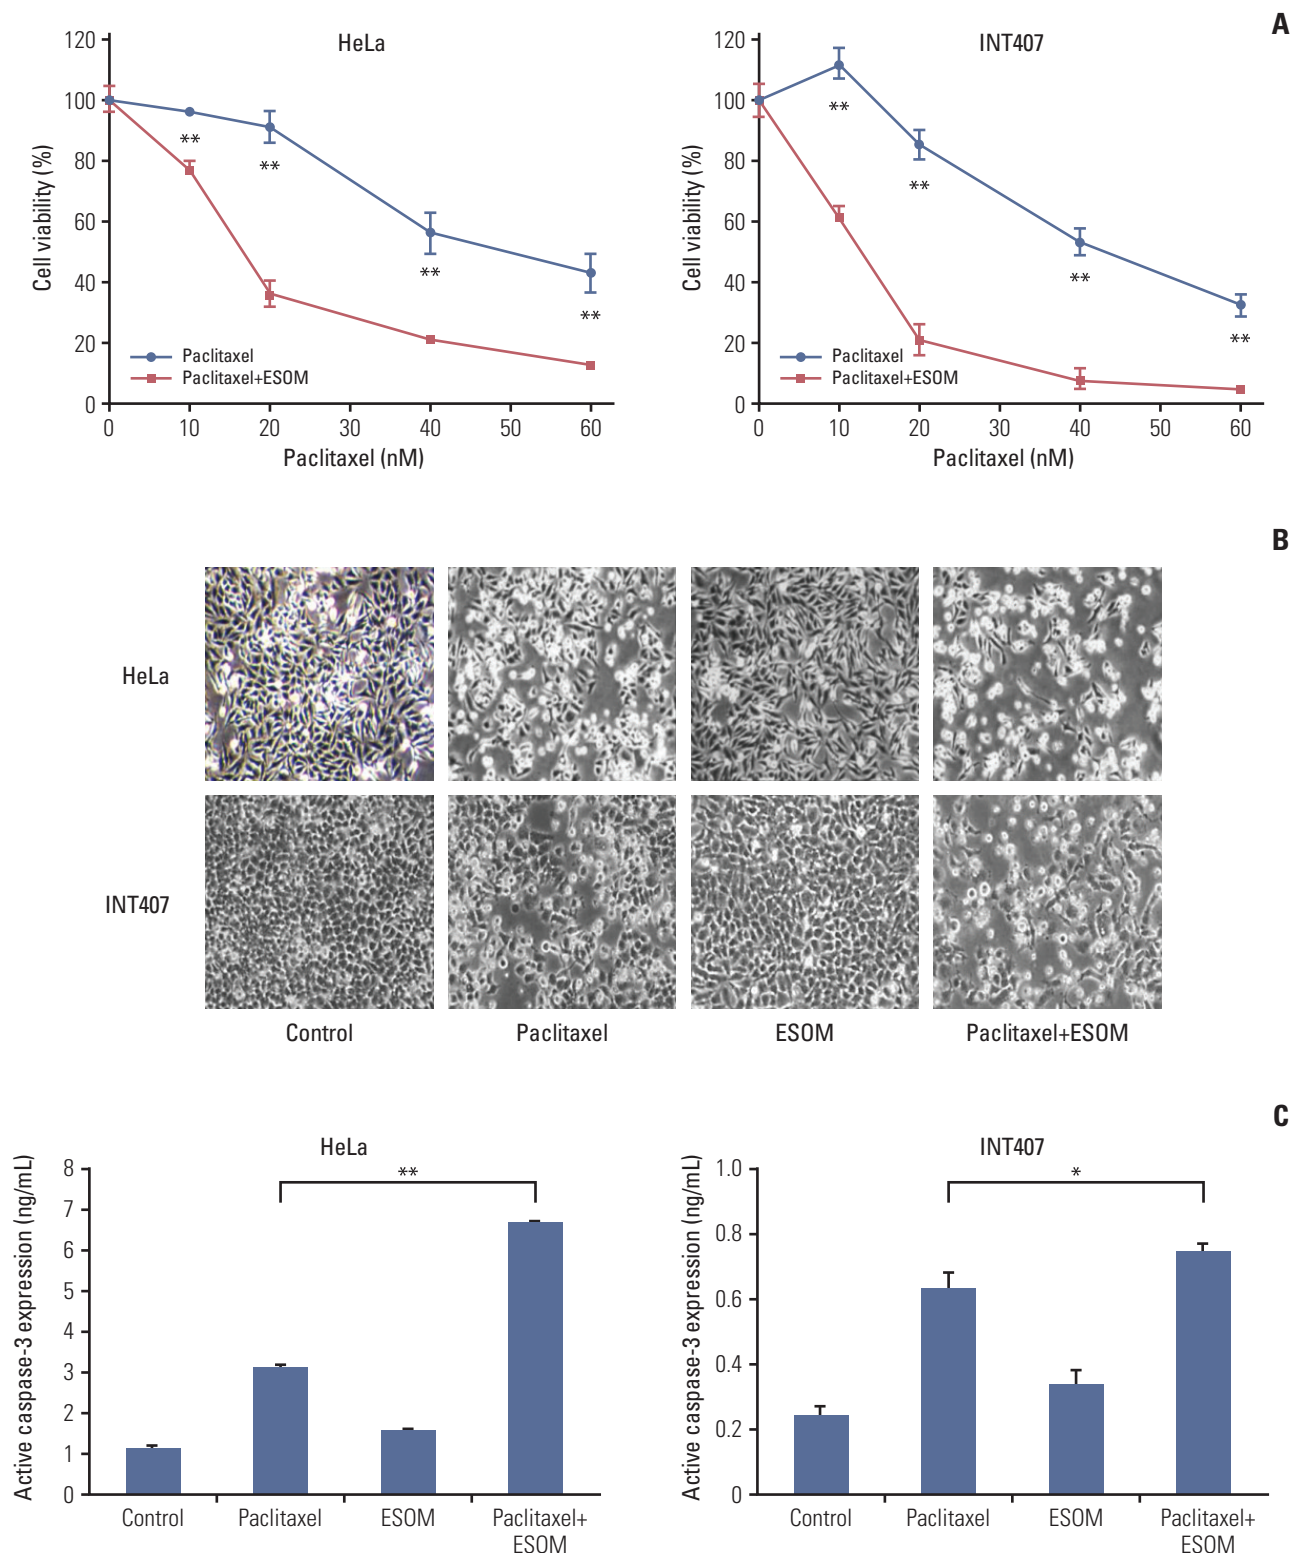 A
HeLa
120
100
80
60
40
20
0
Cell viability (%)
**
**
**
**
Paclitaxel
Paclitaxel+ESOM
0 10 20 30 40 50 60
Paclitaxel (nM)
INT407
120
100
80
60
40
20
0
Cell viability (%)
**
**
**
**
Paclitaxel
Paclitaxel+ESOM
0 10 20 30 40 50 60
Paclitaxel (nM)
B
HeLa
INT407
Control Paclitaxel ESOM Paclitaxel+ESOM
C
HeLa
8
7
6
5
4
3
2
1
0
Active caspase-3 expression (ng/mL)
**
Control Paclitaxel ESOM Paclitaxel+
ESOM
INT407
1.0
0.8
0.6
0.4
0.2
0
Active caspase-3 expression (ng/mL)
*
Control Paclitaxel ESOM Paclitaxel+
ESOM